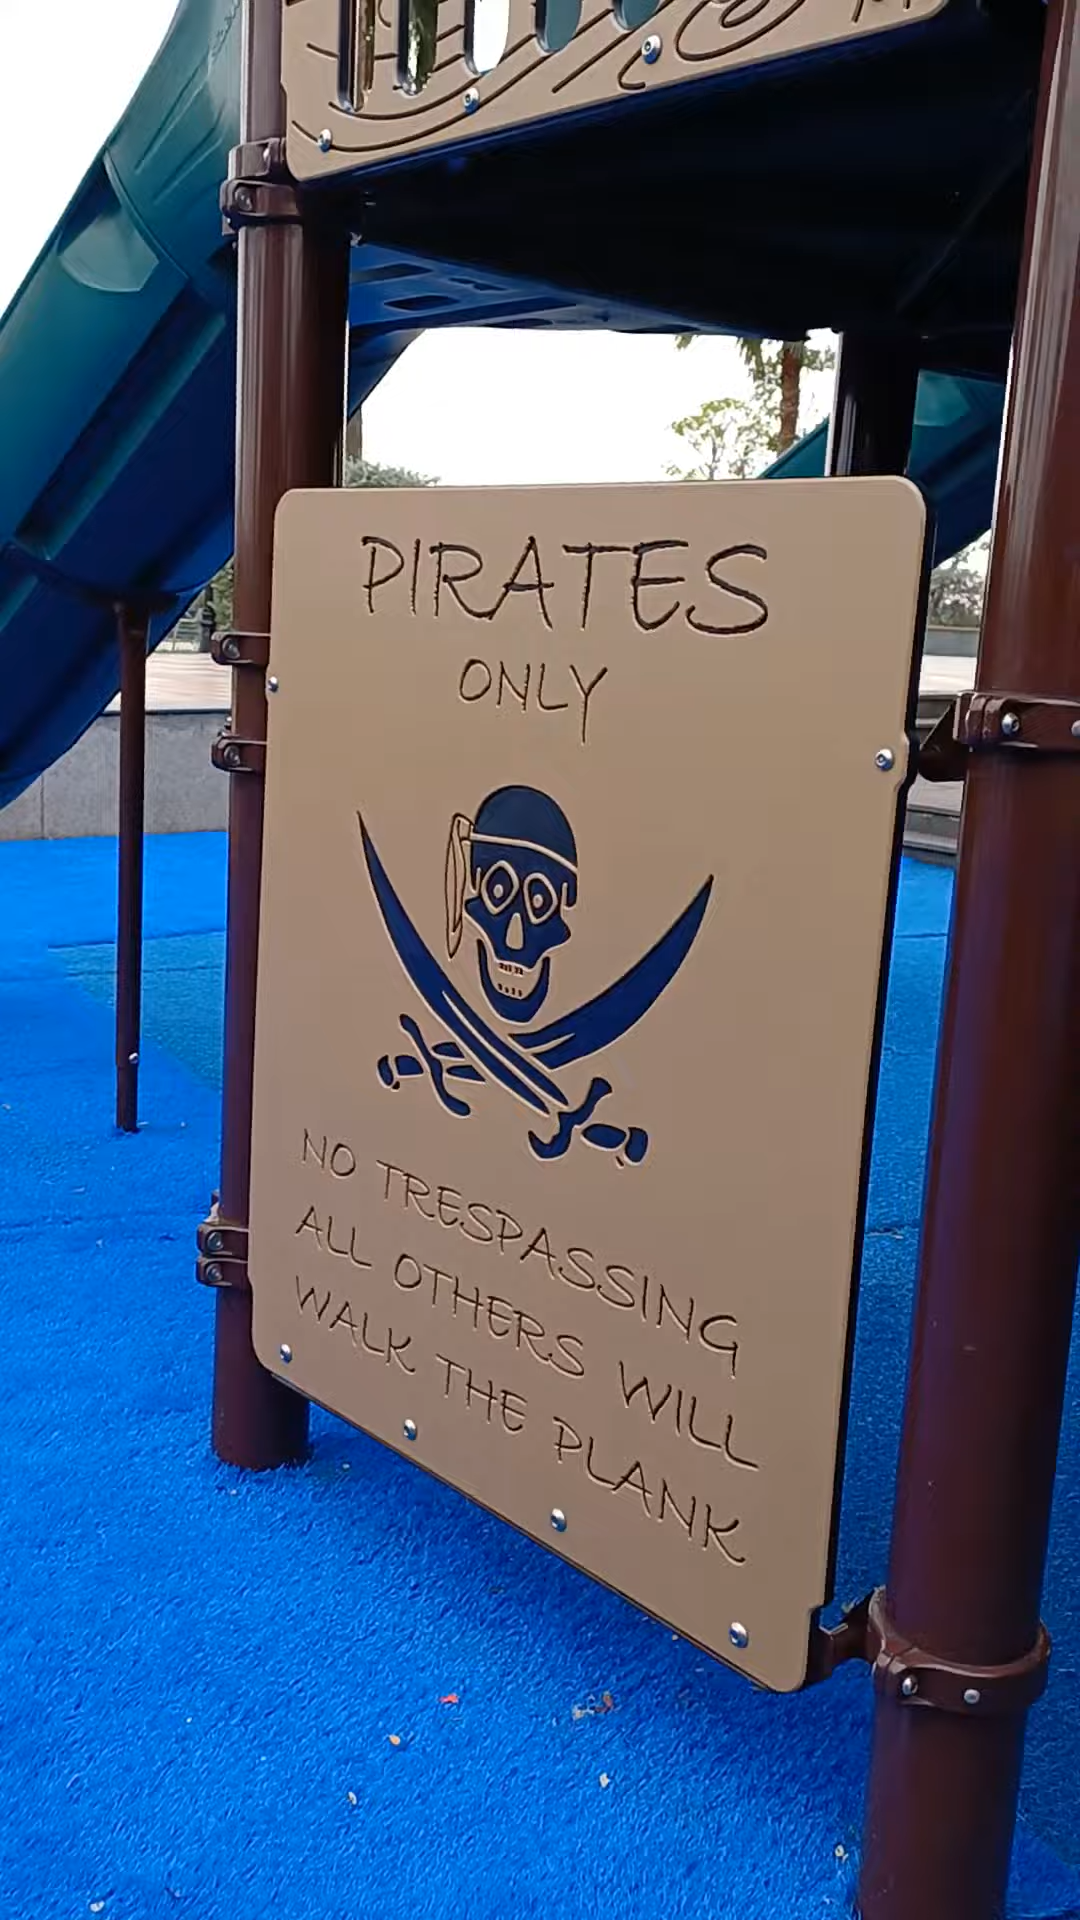 PIRATES
ONLY
NO TRESPASSING
ALL OTHERS WILL
WALK THE PLANK